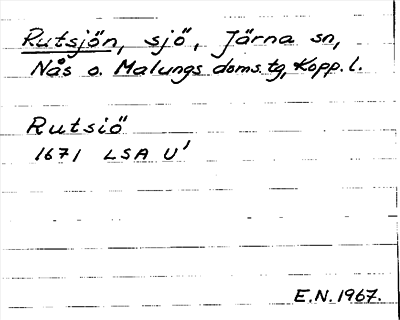 Rutsjön, sjö, Järna sn,
Nås o. Malungs doms.tg, Kopp. l.
Rutsiö
1671 LSA U'
E.N. 1967.